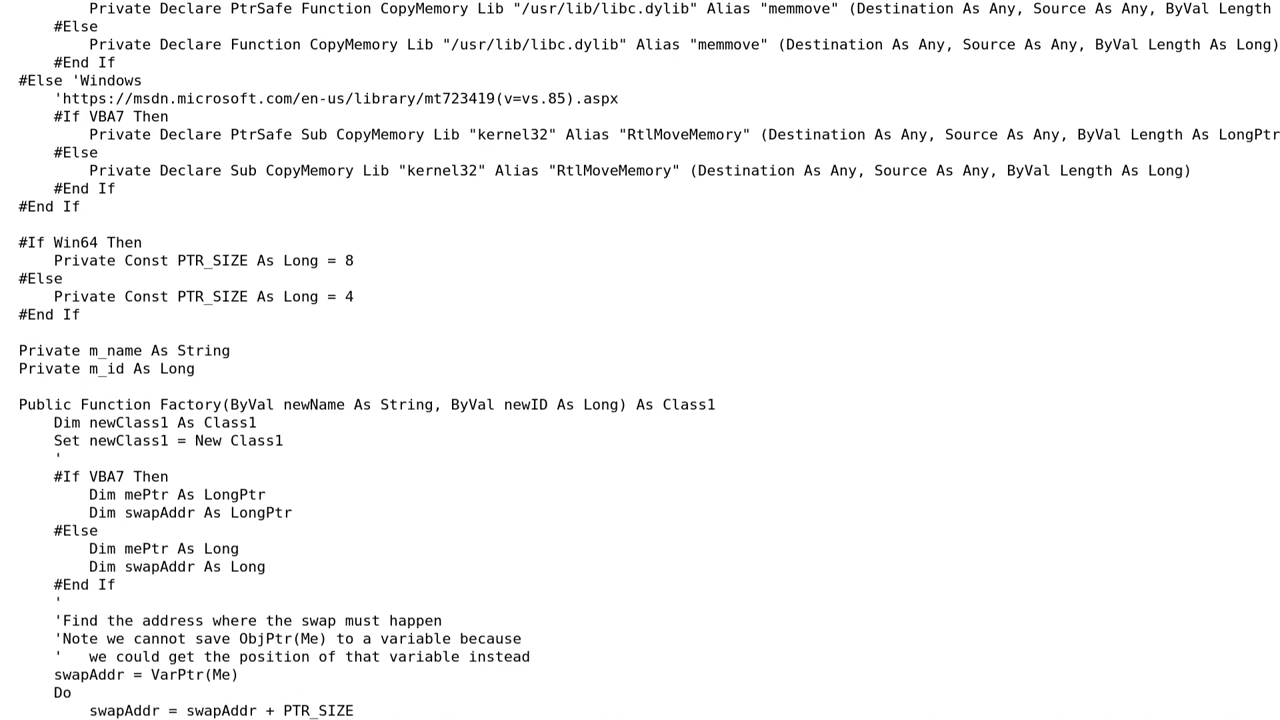 Private Declare PtrSafe Function CopyMemory Lib "/usr/lib/libc.dylib" Alias "memmove" (Destination As Any, Source As Any, ByVal Length
    #Else
        Private Declare Function CopyMemory Lib "/usr/lib/libc.dylib" Alias "memmove" (Destination As Any, Source As Any, ByVal Length As Long)
    #End If
#Else 'Windows
    'https://msdn.microsoft.com/en-us/library/mt723419(v=vs.85).aspx
    #If VBA7 Then
        Private Declare PtrSafe Sub CopyMemory Lib "kernel32" Alias "RtlMoveMemory" (Destination As Any, Source As Any, ByVal Length As LongPtr
    #Else
        Private Declare Sub CopyMemory Lib "kernel32" Alias "RtlMoveMemory" (Destination As Any, Source As Any, ByVal Length As Long)
    #End If
#End If

#If Win64 Then
    Private Const PTR_SIZE As Long = 8
#Else
    Private Const PTR_SIZE As Long = 4
#End If

Private m_name As String
Private m_id As Long

Public Function Factory(ByVal newName As String, ByVal newID As Long) As Class1
    Dim newClass1 As Class1
    Set newClass1 = New Class1
    '
    #If VBA7 Then
        Dim mePtr As LongPtr
        Dim swapAddr As LongPtr
    #Else
        Dim mePtr As Long
        Dim swapAddr As Long
    #End If
    '
    'Find the address where the swap must happen
    'Note we cannot save ObjPtr(Me) to a variable because
    '   we could get the position of that variable instead
    swapAddr = VarPtr(Me)
    Do
        swapAddr = swapAddr + PTR_SIZE